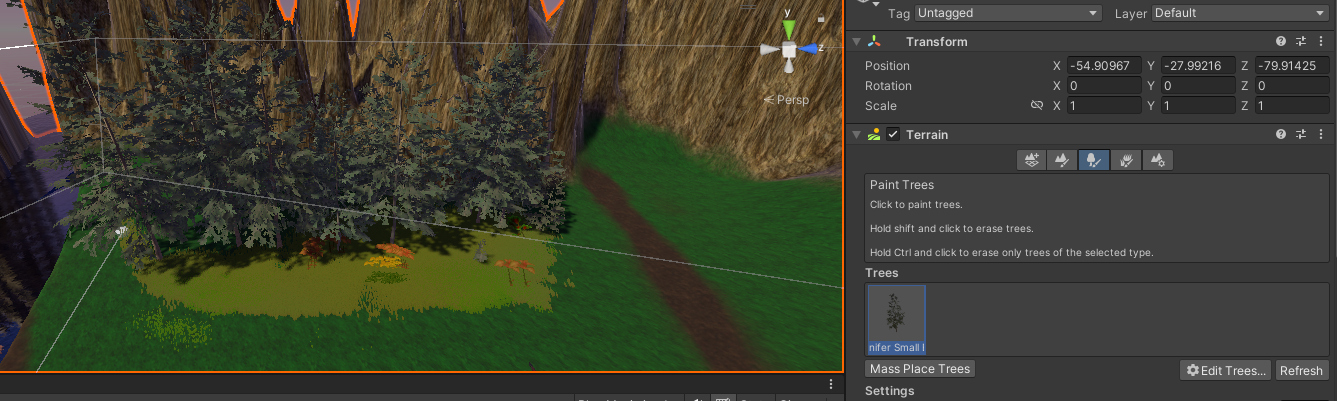 y
z
Persp
Tag Untagged Layer Default
Transform
Position X -54.90967 Y -27.99216 Z -79.91425
Rotation X 0 Y 0 Z 0
Scale X 1 Y 1 Z 1
Terrain
Paint Trees
Click to paint trees.
Hold shift and click to erase trees.
Hold Ctrl and click to erase only trees of the selected type.
Trees
nifer Small
Mass Place Trees Edit Trees... Refresh
Settings